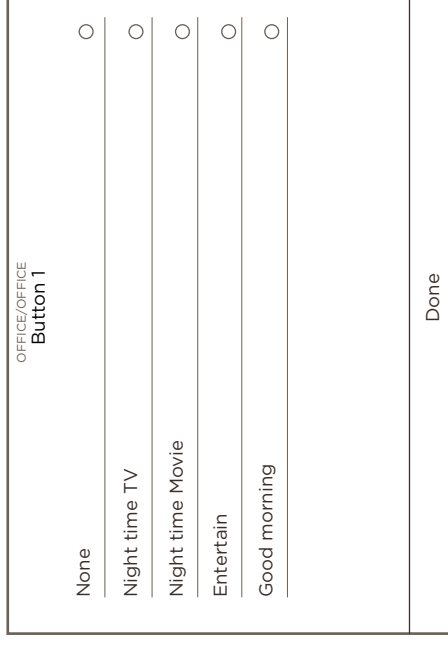 OFFICE/OFFICE
Button 1
None
Night time TV
Night time Movie
Entertain
Good morning
Done